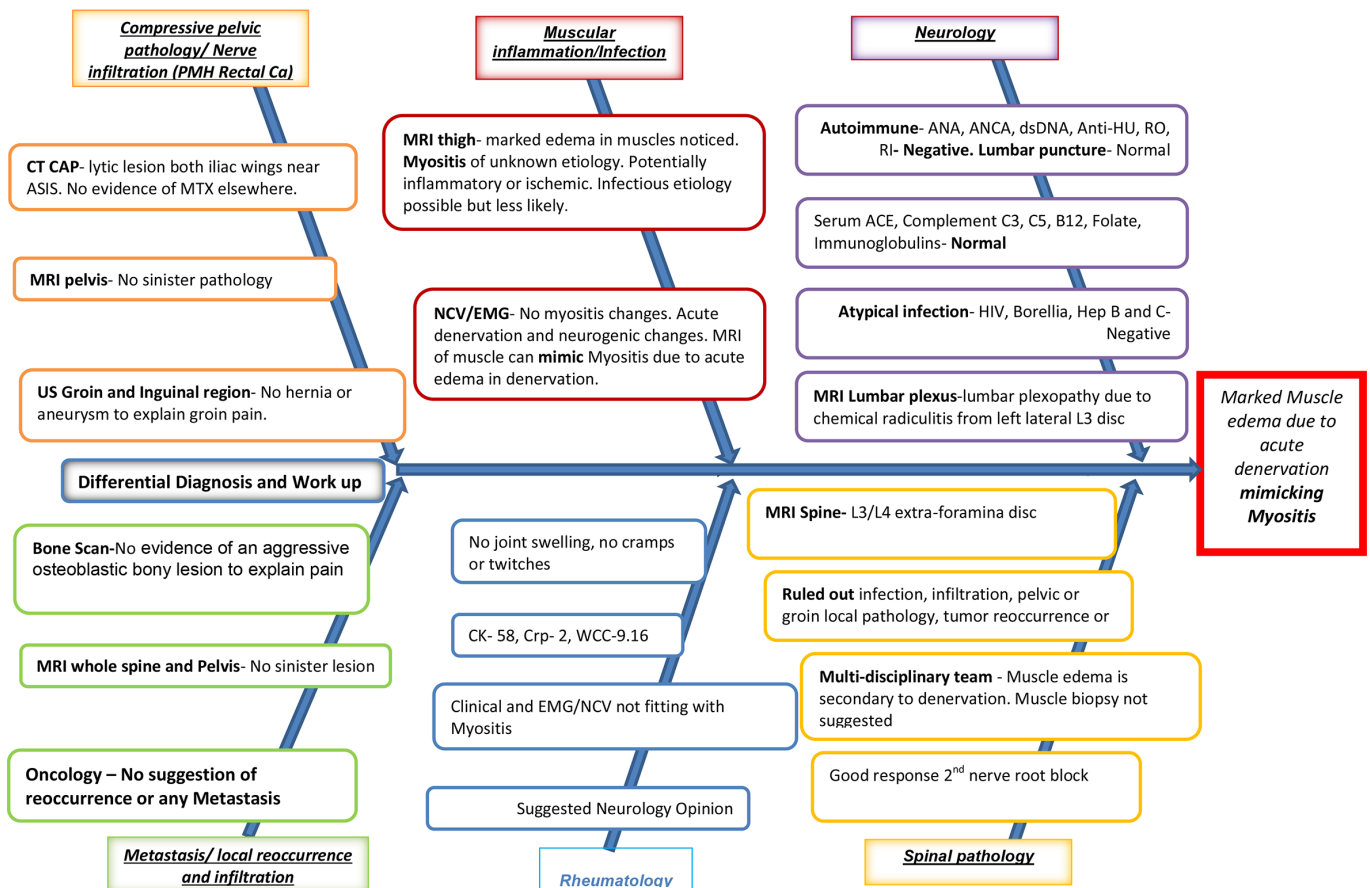 Compressive pelvic
pathology/ Nerve
infiltration (PMH Rectal Ca)
Muscular
inflammation/Infection
Neurology
CT CAP- lytic lesion both iliac wings near
ASIS. No evidence of MTX elsewhere.
MRI pelvis- No sinister pathology
US Groin and Inguinal region- No hernia or
aneurysm to explain groin pain.
MRI thigh- marked edema in muscles noticed.
Myositis of unknown etiology. Potentially
inflammatory or ischemic. Infectious etiology
possible but less likely.
NCV/EMG- No myositis changes. Acute
denervation and neurogenic changes. MRI
of muscle can mimic Myositis due to acute
edema in denervation.
Autoimmune- ANA, ANCA, dsDNA, Anti-HU, RO,
RI- Negative. Lumbar puncture- Normal
Serum ACE, Complement C3, C5, B12, Folate,
Immunoglobulins- Normal
Atypical infection- HIV, Borellia, Hep B and C-
Negative
MRI Lumbar plexus-lumbar plexopathy due to
chemical radiculitis from left lateral L3 disc
Differential Diagnosis and Work up
Marked Muscle
edema due to
acute
denervation
mimicking
Myositis
Bone Scan-No evidence of an aggressive
osteoblastic bony lesion to explain pain
MRI whole spine and Pelvis- No sinister lesion
Oncology – No suggestion of
reoccurrence or any Metastasis
Metastasis/ local reoccurrence
and infiltration
No joint swelling, no cramps
or twitches
CK- 58, Crp- 2, WCC-9.16
Clinical and EMG/NCV not fitting with
Myositis
Suggested Neurology Opinion
Rheumatology
MRI Spine- L3/L4 extra-foramina disc
Ruled out infection, infiltration, pelvic or
groin local pathology, tumor reoccurrence or
Multi-disciplinary team - Muscle edema is
secondary to denervation. Muscle biopsy not
suggested
Good response 2nd nerve root block
Spinal pathology